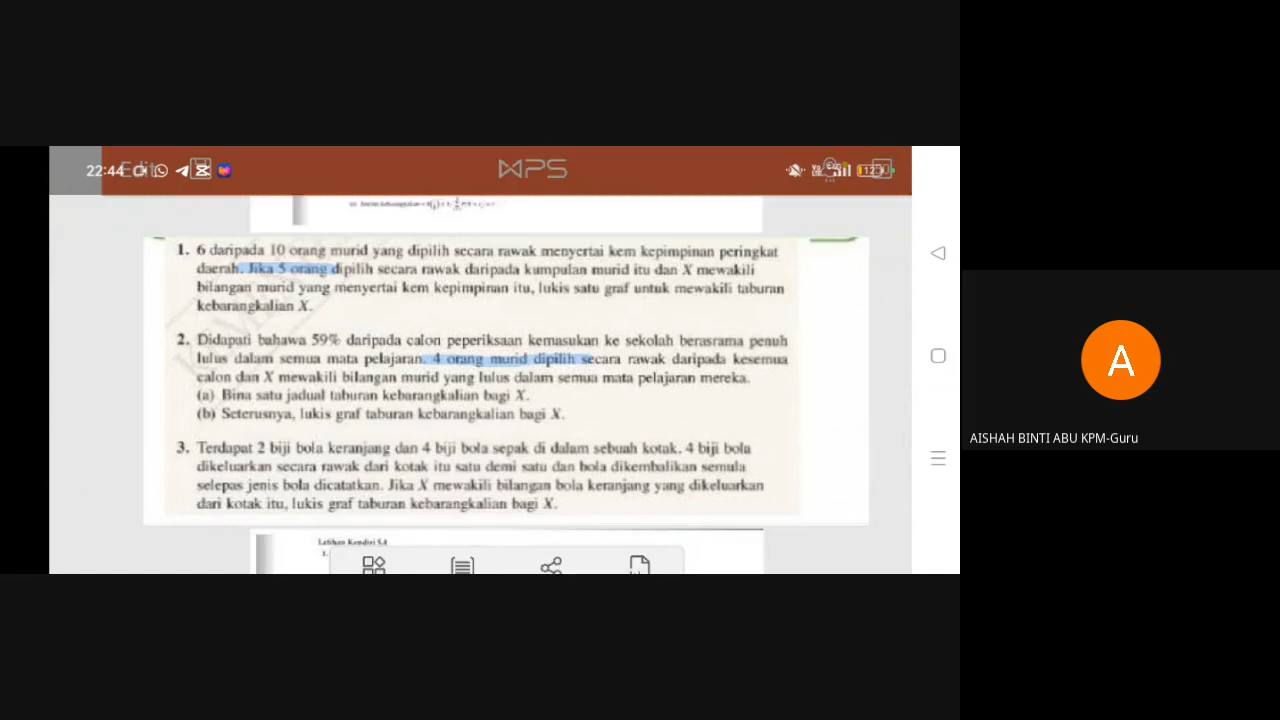 22:44
Edit
WPS
1. 6 daripada 10 orang murid yang dipilih secara rawak menyertai kem kepimpinan peringkat
daerah. Jika 5 orang dipilih secara rawak daripada kumpulan murid itu dan X mewakili
bilangan murid yang menyertai kem kepimpinan itu, lukis satu graf untuk mewakili taburan
kebarangkalian X.
2. Didapati bahawa 59% daripada calon peperiksaan kemasukan ke sekolah berasrama penuh
lulus dalam semua mata pelajaran. 4 orang murid dipilih secara rawak daripada kesemua
calon dan X mewakili bilangan murid yang lulus dalam semua mata pelajaran mereka.
(a) Bina satu jadual taburan kebarangkalian bagi X.
(b) Seterusnya, lukis graf taburan kebarangkalian bagi X.
3. Terdapat 2 biji bola keranjang dan 4 biji bola sepak di dalam sebuah kotak. 4 biji bola
dikeluarkan secara rawak dari kotak itu satu demi satu dan bola dikembalikan semula
selepas jenis bola dicatatkan. Jika X mewakili bilangan bola keranjang yang dikeluarkan
dari kotak itu, lukis graf taburan kebarangkalian bagi X.
Latihan Kendiri 5.4
1.
A
AISHAH BINTI ABU KPM-Guru